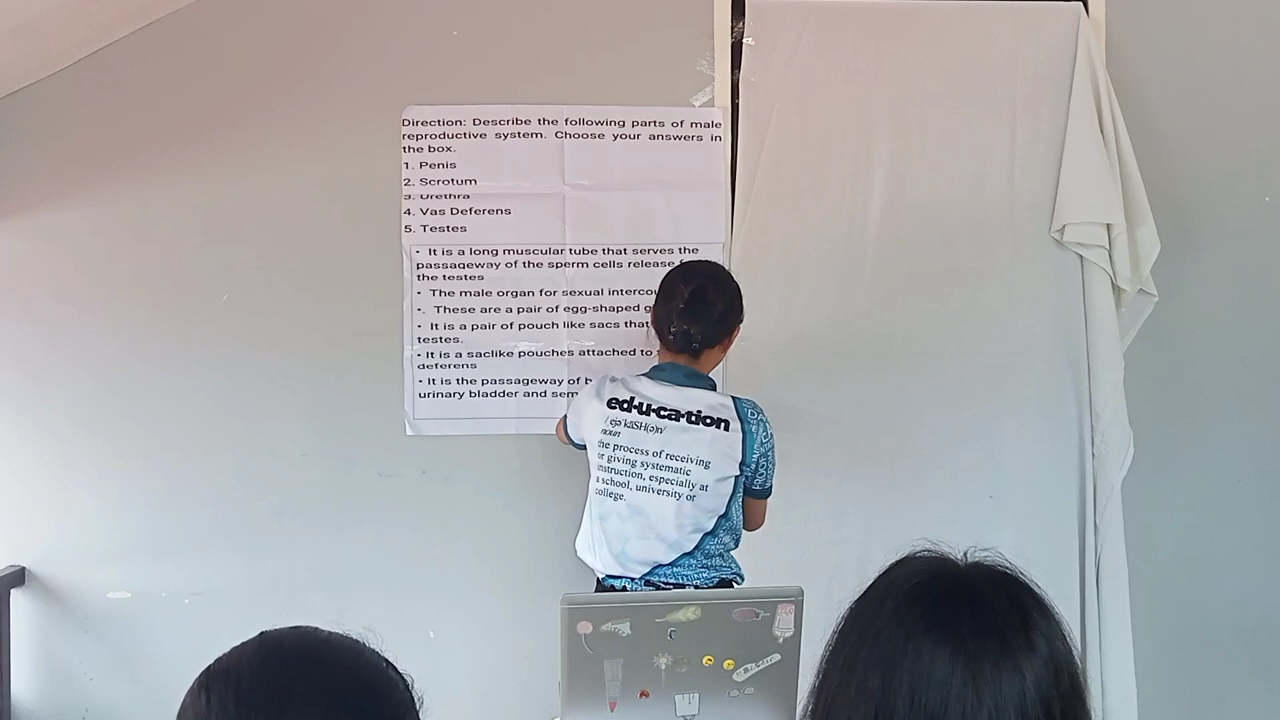 Direction: Describe the following parts of male
reproductive system. Choose your answers in
the box.
1. Penis
2. Scrotum
3. Urethra
4. Vas Deferens
5. Testes
• It is a long muscular tube that serves the
passageway of the sperm cells release
the testes
• The male organ for sexual
•. These are a pair of egg-shaped
• It is a pair of pouch like sacs that
testes.
• It is a saclike pouches attached to
deferens
• It is the passageway of
urinary bladder and
ed·u·ca·tion
/ˌejəˈkāSH(ə)n/
noun
the process of receiving
or giving systematic
instruction, especially at
a school, university or
college.